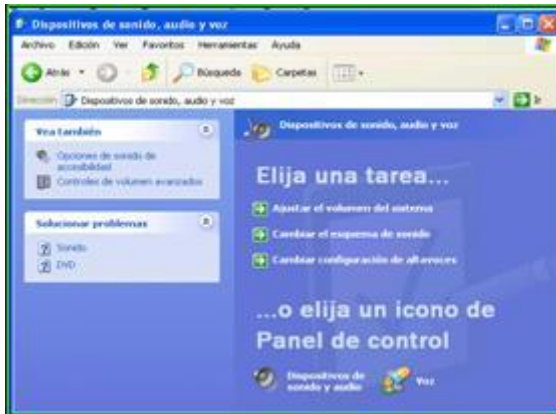 Dispositivos de sonido, audio y voz
Archivo Edición Ver Favoritos Herramientas Ayuda
Atrás Búsqueda Carpetas
Dirección Dispositivos de sonido, audio y voz Ir
Vea también
Opciones de sonido de
accesibilidad
Controles de volumen avanzados
Solucionar problemas
Sonido
DVD
Dispositivos de sonido, audio y voz
Elija una tarea...
Ajustar el volumen del sistema
Cambiar el esquema de sonido
Cambiar configuración de altavoces
...o elija un icono de
Panel de control
Dispositivos de
sonido y audio
Voz